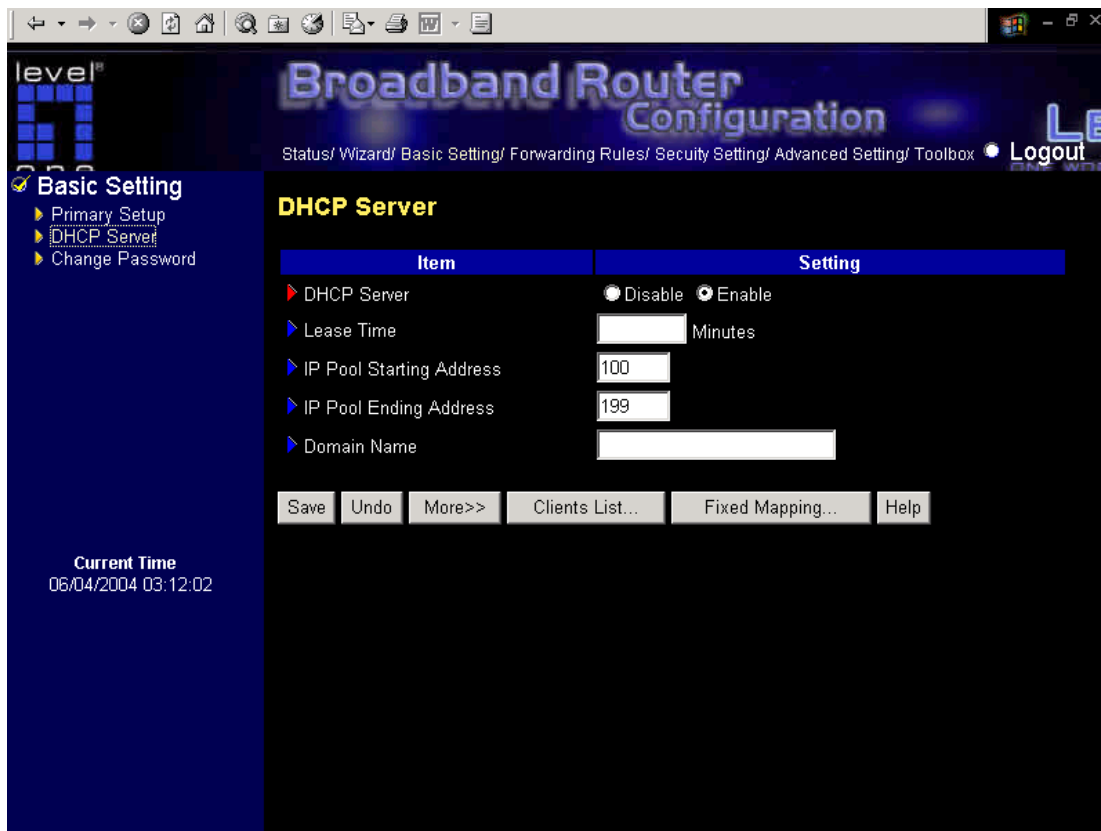 level®
Broadband Router
Configuration
Status/ Wizard/ Basic Setting/ Forwarding Rules/ Secuity Setting/ Advanced Setting/ Toolbox Logout
Basic Setting
Primary Setup
DHCP Server
Change Password
DHCP Server
Item Setting
DHCP Server Disable Enable
Lease Time Minutes
IP Pool Starting Address 100
IP Pool Ending Address 199
Domain Name
Save Undo More>> Clients List... Fixed Mapping... Help
Current Time
06/04/2004 03:12:02